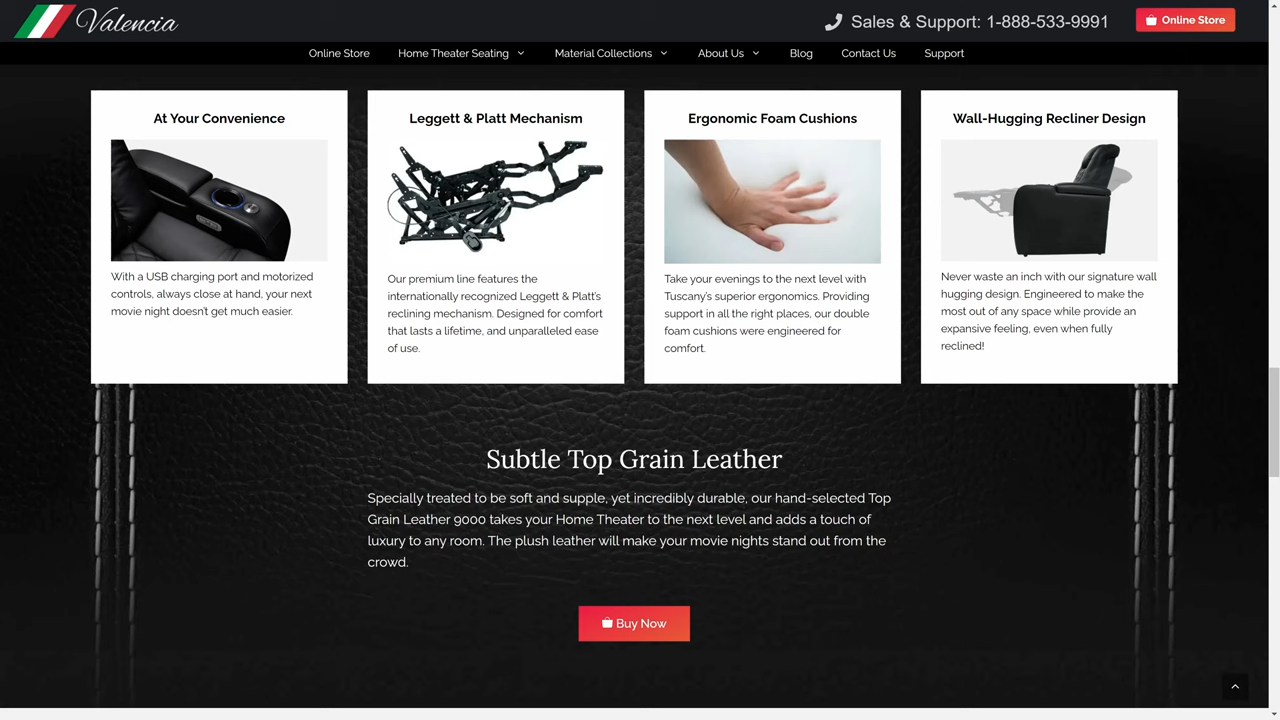 Valencia
Sales & Support: 1-888-533-9991
Online Store
Online Store
Home Theater Seating
Material Collections
About Us
Blog
Contact Us
Support
At Your Convenience
With a USB charging port and motorized
controls, always close at hand, your next
movie night doesn't get much easier.
Leggett & Platt Mechanism
Our premium line features the
internationally recognized Leggett & Platt's
reclining mechanism. Designed for comfort
that lasts a lifetime, and unparalleled ease
of use.
Ergonomic Foam Cushions
Take your evenings to the next level with
Tuscany's superior ergonomics. Providing
support in all the right places, our double
foam cushions were engineered for
comfort.
Wall-Hugging Recliner Design
Never waste an inch with our signature wall
hugging design. Engineered to make the
most out of any space while provide an
expansive feeling, even when fully
reclined!
Subtle Top Grain Leather
Specially treated to be soft and supple, yet incredibly durable, our hand-selected Top
Grain Leather 9000 takes your Home Theater to the next level and adds a touch of
luxury to any room. The plush leather will make your movie nights stand out from the
crowd.
Buy Now